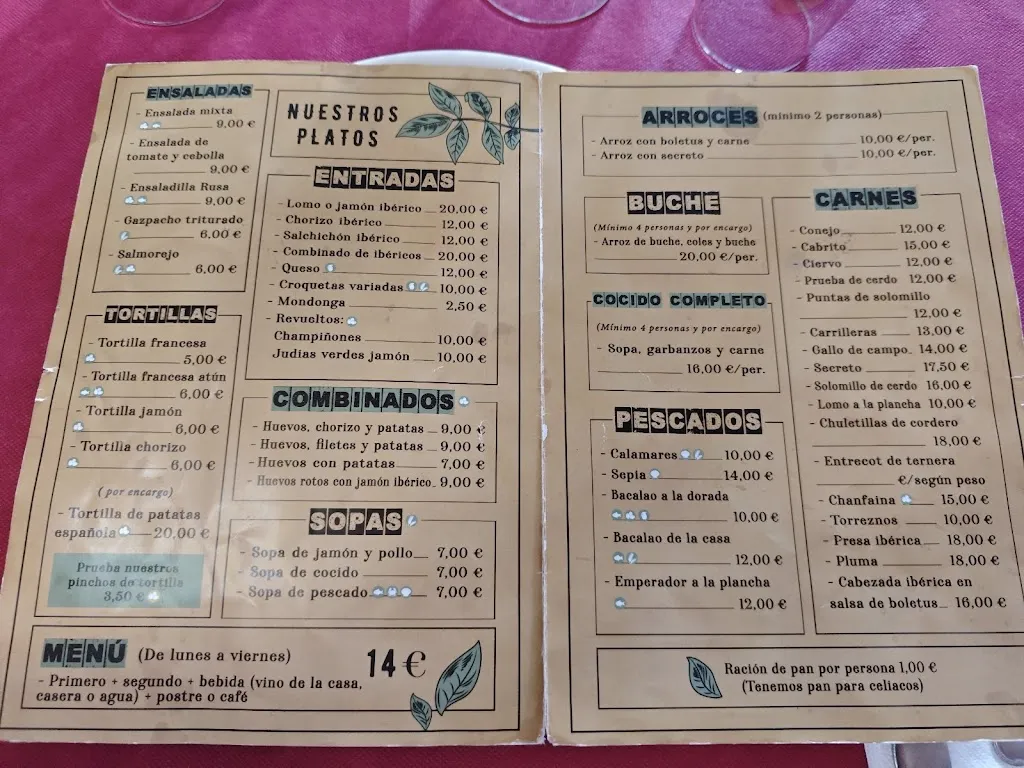 ENSALADAS
- Ensalada mixta
9,00 €
- Ensalada de
tomate y cebolla
9,00 €
- Ensaladilla Rusa
9,00 €
- Gazpacho triturado
6,00 €
- Salmorejo
6,00 €
TORTILLAS
- Tortilla francesa
5,00 €
- Tortilla francesa atún
6,00 €
- Tortilla jamón
6,00 €
- Tortilla chorizo
6,00 €
( por encargo)
- Tortilla de patatas
española 20,00 €
Prueba nuestros
pinchos de tortilla
3,50 €
NUESTROS
PLATOS
ENTRADAS
- Lomo o jamón ibérico 20,00 €
- Chorizo ibérico 12,00 €
- Salchichón ibérico 12,00 €
- Combinado de ibéricos 20,00 €
- Queso 12,00 €
- Croquetas variadas 10,00 €
- Mondonga 2,50 €
- Revueltos:
Champiñones 10,00 €
Judias verdes jamón 10,00 €
COMBINADOS
- Huevos, chorizo y patatas 9,00 €
- Huevos, filetes y patatas 9,00 €
- Huevos con patatas 7,00 €
- Huevos rotos con jamón ibérico 9,00 €
SOPAS
- Sopa de jamón y pollo 7,00 €
- Sopa de cocido 7,00 €
- Sopa de pescado 7,00 €
MENÚ (De lunes a viernes) 14 €
- Primero + segundo + bebida (vino de la casa,
casera o agua) + postre o café
ARROCES (mínimo 2 personas)
- Arroz con boletus y carne 10,00 €/per.
- Arroz con secreto 10,00 €/per.
BUCHE
(Mínimo 4 personas y por encargo)
- Arroz de buche, coles y buche
20,00 €/per.
COCIDO COMPLETO
(Mínimo 4 personas y por encargo)
- Sopa, garbanzos y carne
16,00 €/per.
PESCADOS
- Calamares 10,00 €
- Sepia 14,00 €
- Bacalao a la dorada
10,00 €
- Bacalao de la casa
12,00 €
- Emperador a la plancha
12,00 €
CARNES
- Conejo 12,00 €
- Cabrito 15,00 €
- Ciervo 12,00 €
- Prueba de cerdo 12,00 €
- Puntas de solomillo
12,00 €
- Carrilleras 13,00 €
- Gallo de campo 14,00 €
- Secreto 17,50 €
- Solomillo de cerdo 16,00 €
- Lomo a la plancha 10,00 €
- Chuletillas de cordero
18,00 €
- Entrecot de ternera
€/según peso
- Chanfaina 15,00 €
- Torreznos 10,00 €
- Presa ibérica 18,00 €
- Pluma 18,00 €
- Cabezada ibérica en
salsa de boletus 16,00 €
Ración de pan por persona 1,00 €
(Tenemos pan para celiacos)